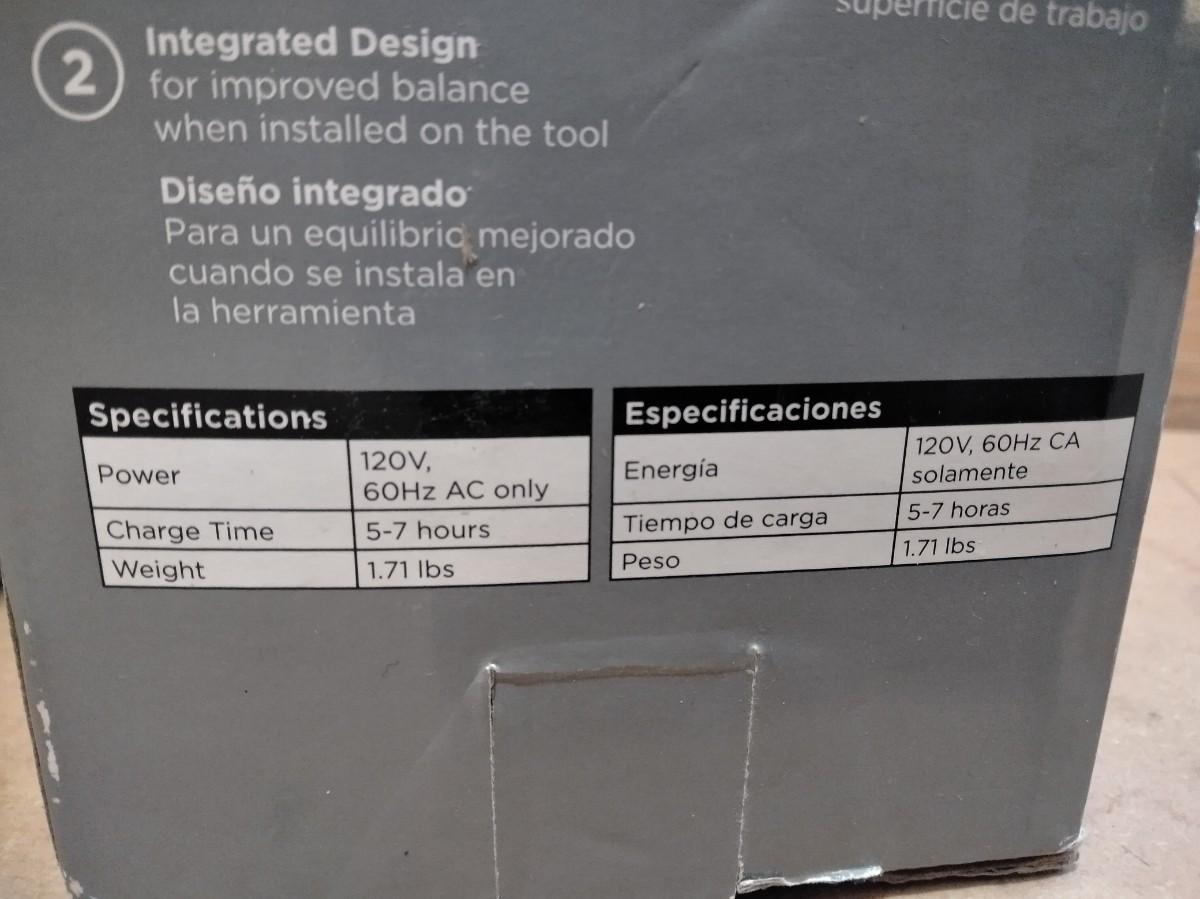 superficie de trabajo
2
Integrated Design
for improved balance
when installed on the tool
Diseño integrado
Para un equilibrio mejorado
cuando se instala en
la herramienta
Specifications
Power
120V,
60Hz AC only
Charge Time
5-7 hours
Weight
1.71 lbs
Especificaciones
Energía
120V, 60Hz CA
solamente
Tiempo de carga
5-7 horas
Peso
1.71 lbs